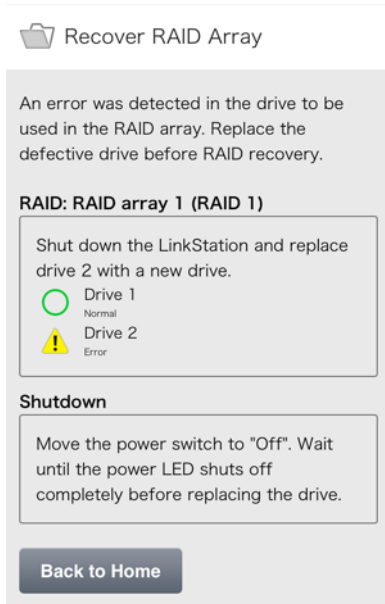 Recover RAID Array
An error was detected in the drive to be
used in the RAID array. Replace the
defective drive before RAID recovery.
RAID: RAID array 1 (RAID 1)
Shut down the LinkStation and replace
drive 2 with a new drive.
Drive 1
Normal
Drive 2
Error
Shutdown
Move the power switch to "Off". Wait
until the power LED shuts off
completely before replacing the drive.
Back to Home